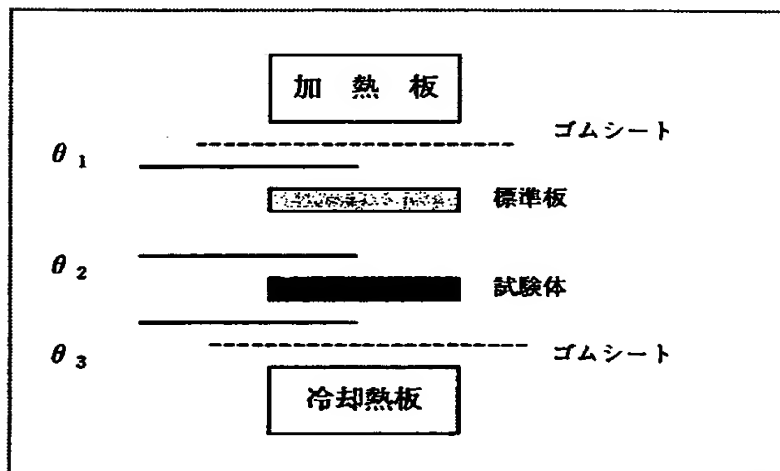 加 熱 板
ゴムシート
θ 1
標準板
θ 2
試験体
θ 3
ゴムシート
冷却熱板